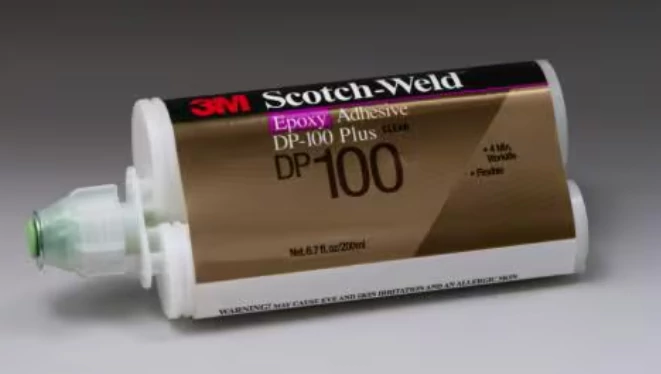 3M Scotch-Weld
Epoxy Adhesive
DP-100 Plus CLEAR
DP100
• 4 Min.
Worklife
• Flexible
Net. 6.7 fl. oz/200ml
WARNING! MAY CAUSE EYE AND SKIN IRRITATION AND AN ALLERGIC SKIN